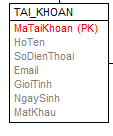 TAI_KHOAN
MaTaiKhoan (PK)
HoTen
SoDienThoai
Email
GioiTinh
NgaySinh
MatKhau